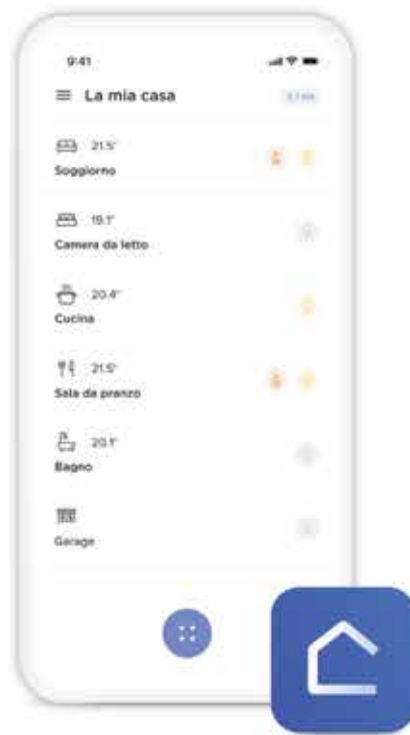 9:41
La mia casa
21.5°
Soggiorno
19.1°
Camera da letto
20.4°
Cucina
21.5°
Sala da pranzo
20.1°
Bagno
Garage